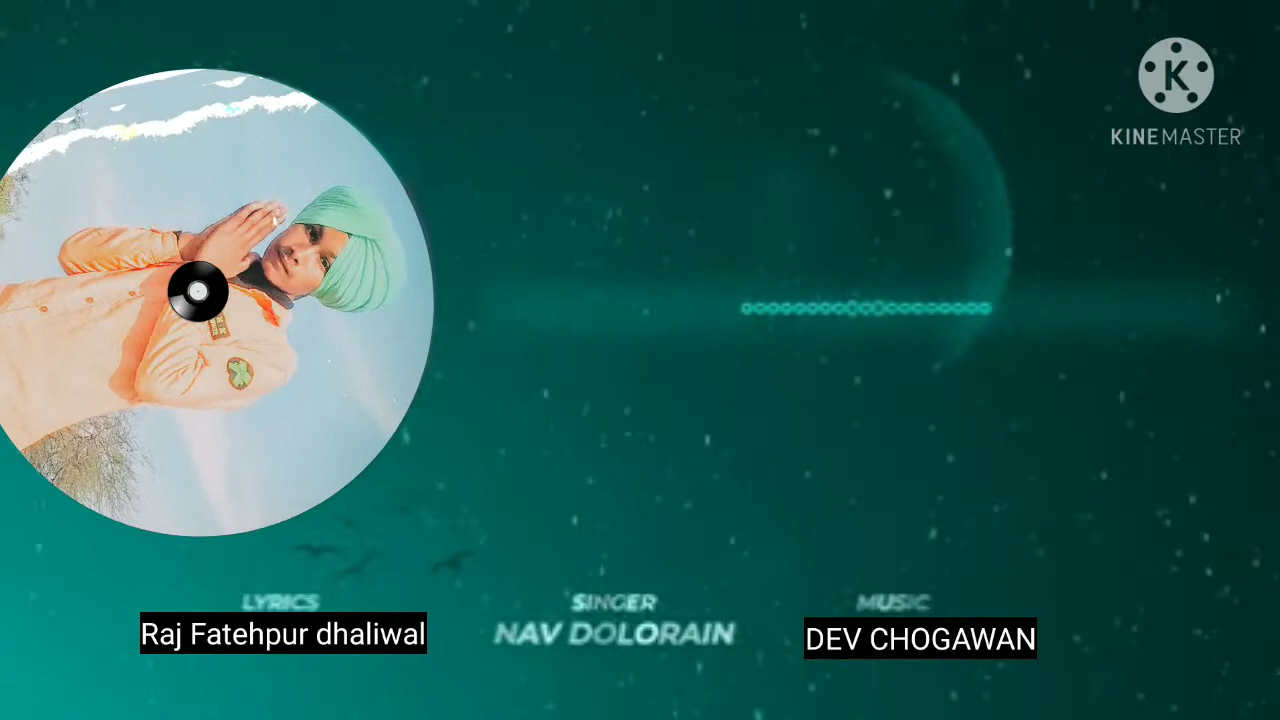 K
KINEMASTER
LYRICS
Raj Fatehpur dhaliwal
SINGER
NAV DOLORAIN
MUSIC
DEV CHOGAWAN